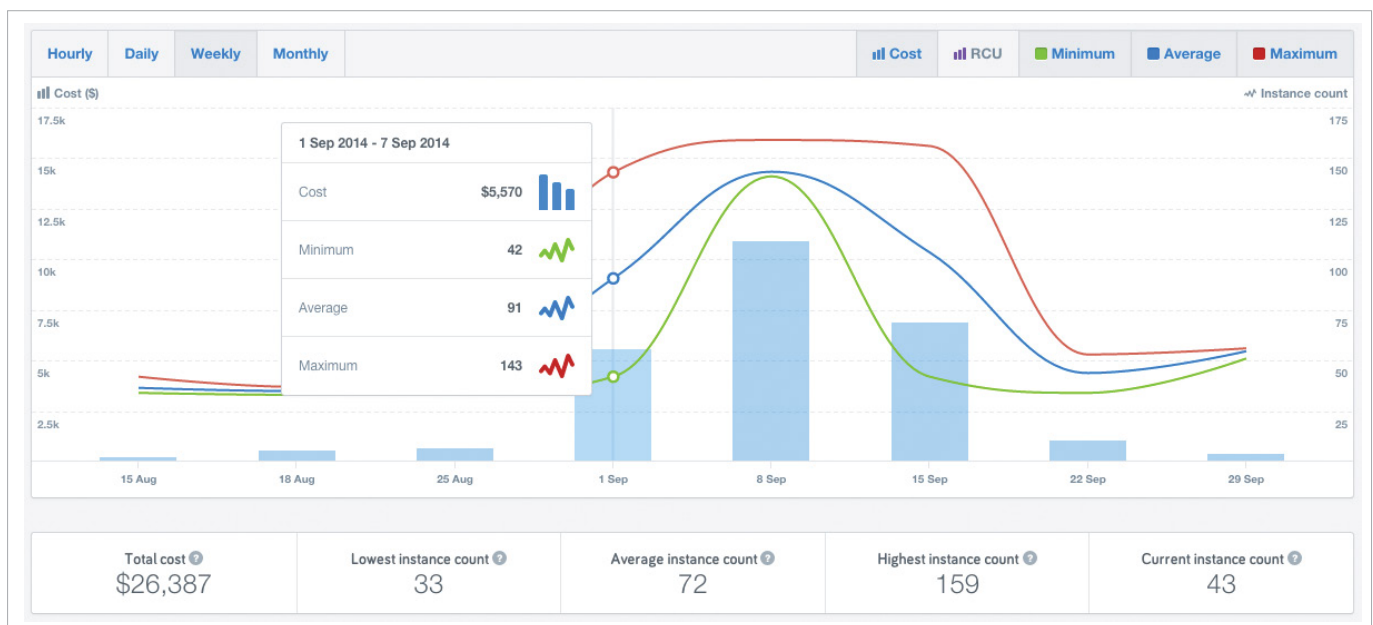 Hourly Daily Weekly Monthly Cost RCU Minimum Average Maximum
Cost ($) Instance count
17.5k 175
1 Sep 2014 - 7 Sep 2014
15k 150
Cost $5,570
12.5k 125
Minimum 42
10k 100
Average 91
7.5k 75
Maximum 143
5k 50
2.5k 25
15 Aug 18 Aug 25 Aug 1 Sep 8 Sep 15 Sep 22 Sep 29 Sep
Total cost ? Lowest instance count ? Average instance count ? Highest instance count ? Current instance count ?
$26,387 33 72 159 43